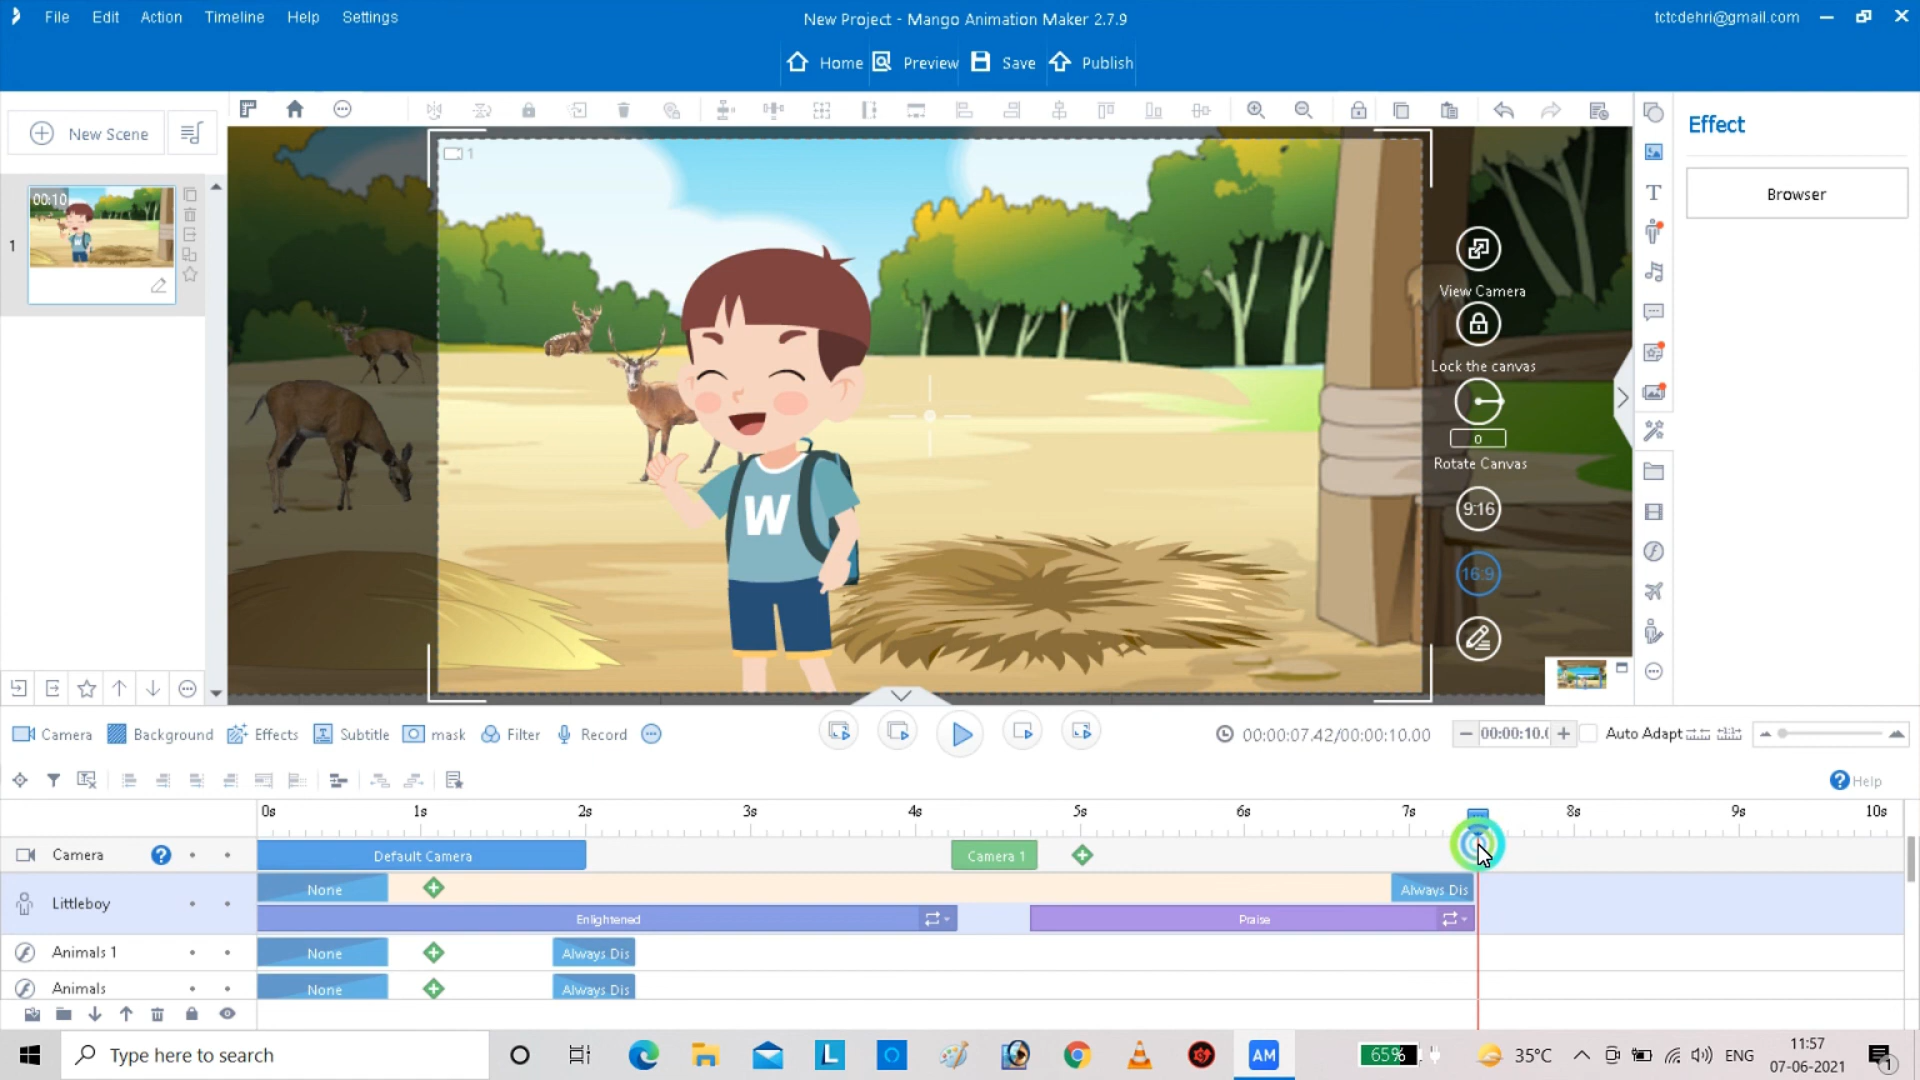 File Edit Action Timeline Help Settings
New Project - Mango Animation Maker 2.7.9
tctcdehri@gmail.com
Home Preview Save Publish
New Scene
Effect
Browser
00:10
1
1
W
View Camera
Lock the canvas
0
Rotate Canvas
9:16
16:9
Camera Background Effects Subtitle mask Filter Record
00:00:07.42/00:00:10.00
00:00:10.
Auto Adapt
Help
0s 1s 2s 3s 4s 5s 6s 7s 8s 9s 10s
Camera Default Camera Camera 1
Littleboy None Always Dis
Enlightened Praise
Animals 1 None Always Dis
Animals None Always Dis
Type here to search
L
AM
65%
35°C
ENG
11:57
07-06-2021
1